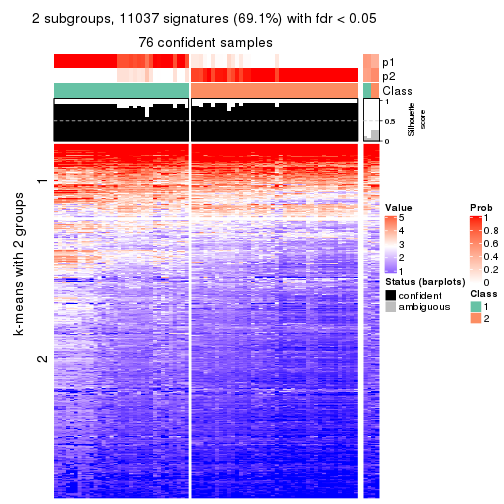 2 subgroups, 11037 signatures (69.1%) with fdr < 0.05
76 confident samples
p1
p2
Class
1
0.5
0
Silhouette
score
k-means with 2 groups
1
2
Value
5
4
3
2
1
Status (barplots)
confident
ambiguous
Prob
1
0.8
0.6
0.4
0.2
0
Class
1
2